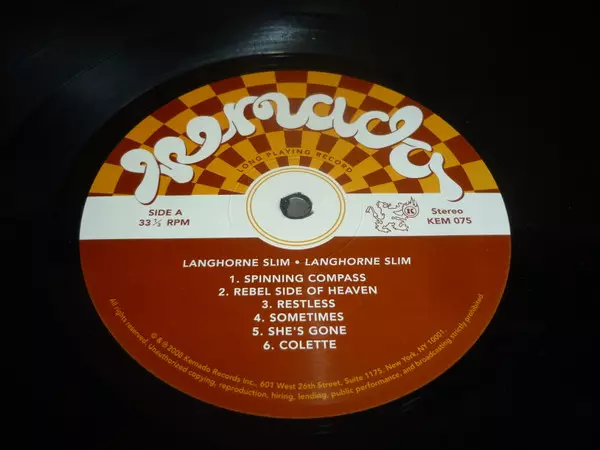 Kemado
LONG PLAYING RECORD
SIDE A
33 ⅓ RPM
Stereo
KEM 075
LANGHORNE SLIM • LANGHORNE SLIM
1. SPINNING COMPASS
2. REBEL SIDE OF HEAVEN
3. RESTLESS
4. SOMETIMES
5. SHE'S GONE
6. COLETTE
© & ℗ 2008 Kemado Records Inc., 601 West 26th Street, Suite 1175, New York, NY 10001.
All rights reserved. Unauthorized copying, reproduction, hiring, lending, public performance, and broadcasting strictly prohibited.